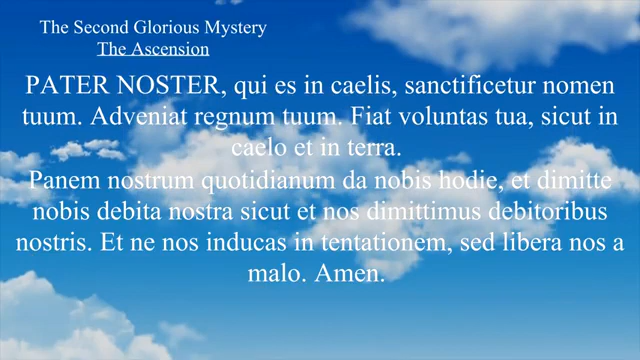 The Second Glorious Mystery
The Ascension
PATER NOSTER, qui es in caelis, sanctificetur nomen
tuum. Adveniat regnum tuum. Fiat voluntas tua, sicut in
caelo et in terra.
Panem nostrum quotidianum da nobis hodie, et dimitte
nobis debita nostra sicut et nos dimittimus debitoribus
nostris. Et ne nos inducas in tentationem, sed libera nos a
malo. Amen.